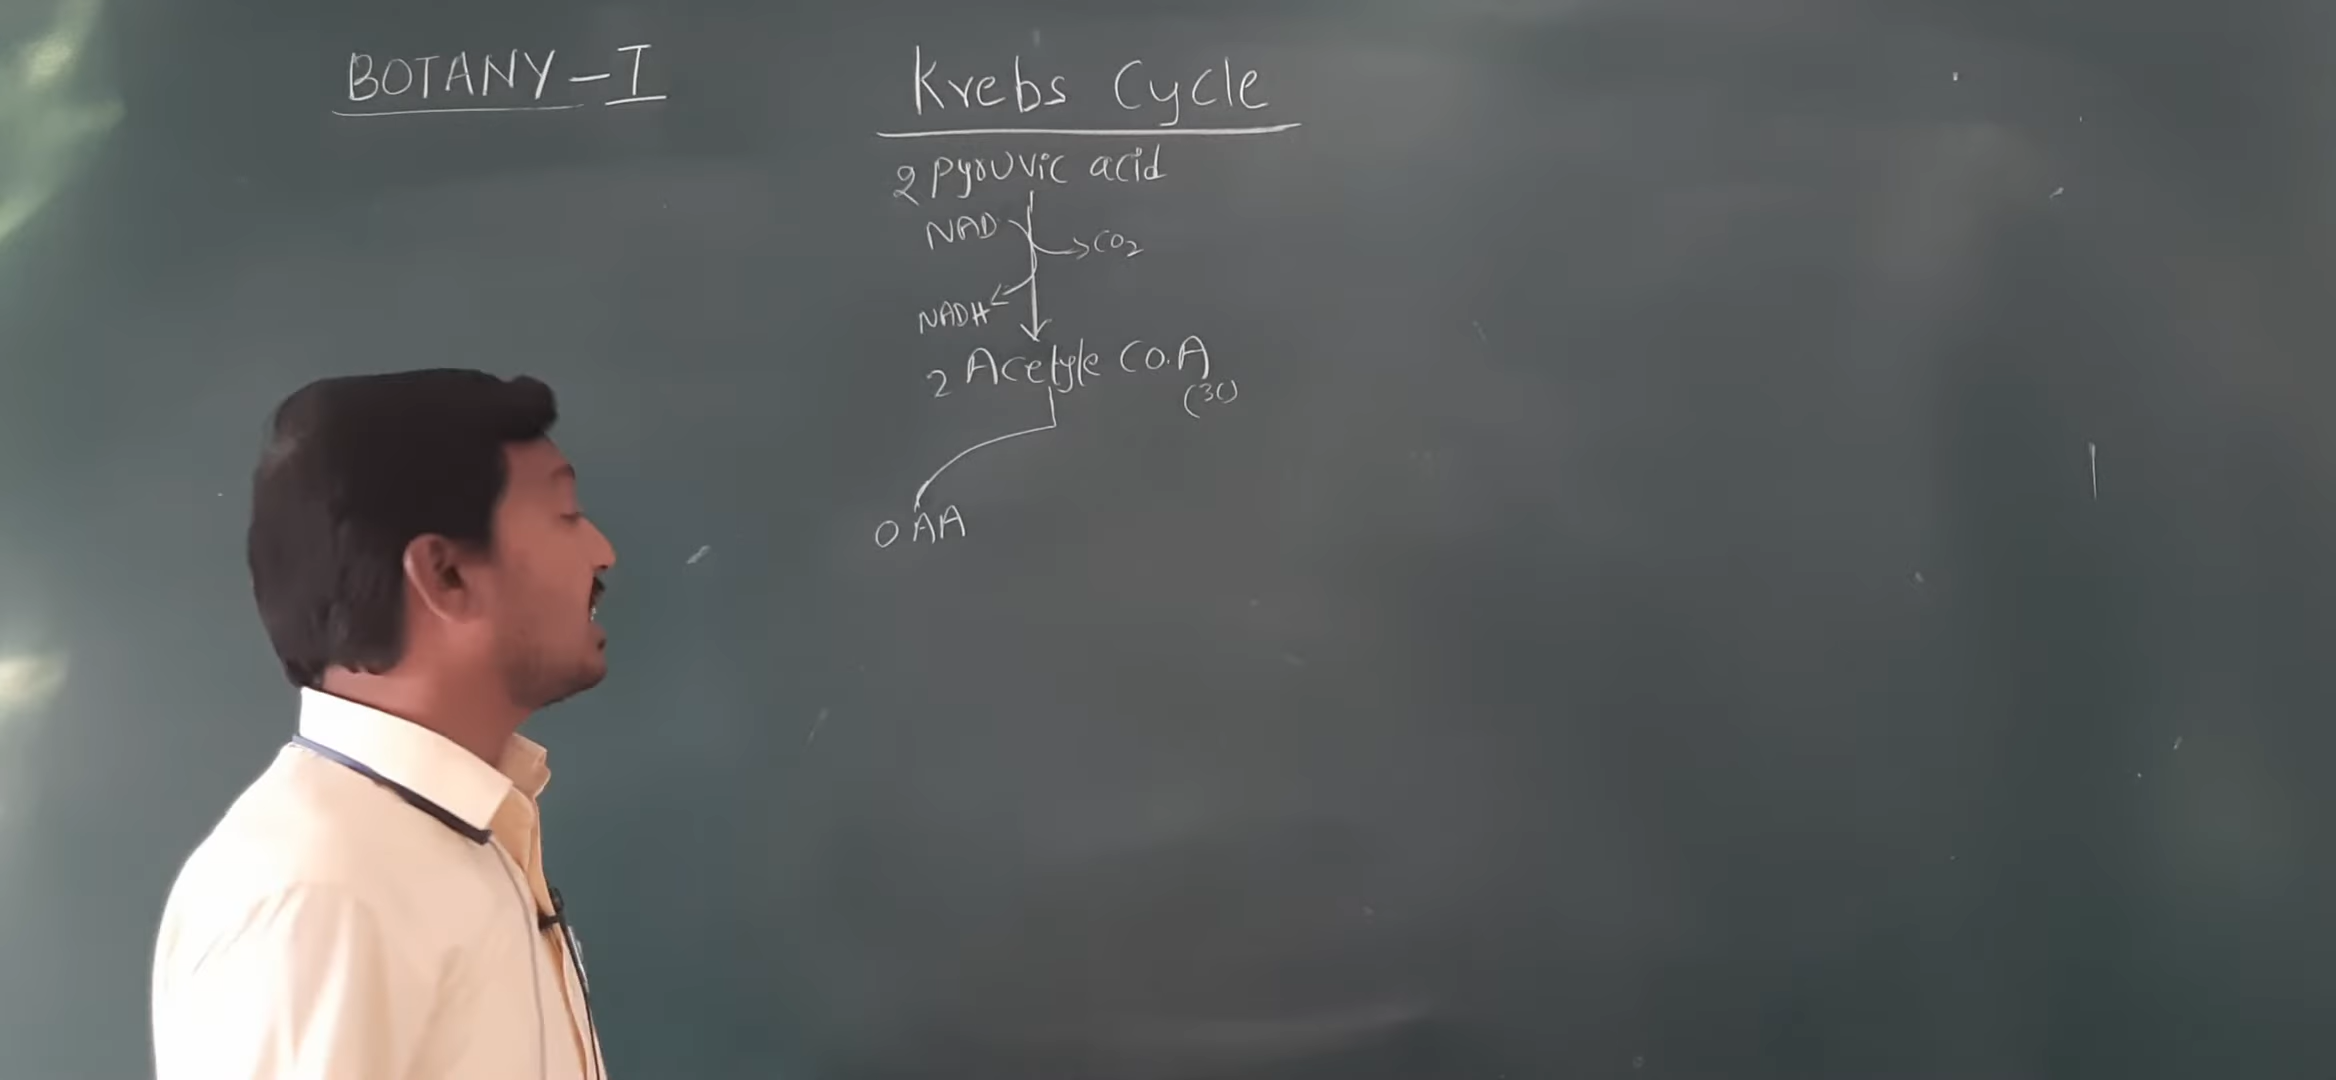 BOTANY - I
Krebs Cycle
2 Pyruvic acid
NAD
CO2
NADH
2 Acetyle CO.A
(3C)
OAA